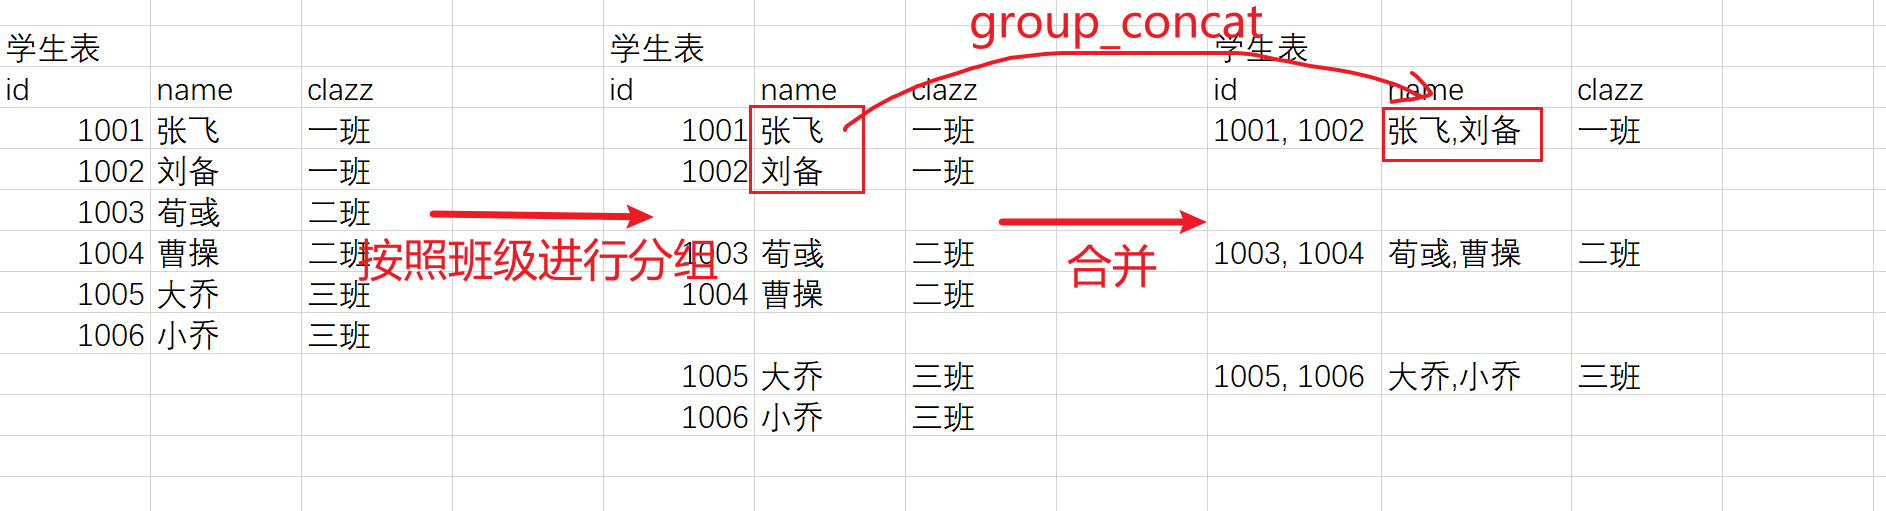 group_concat
学生表 学生表 学生表
id name clazz id name clazz id name clazz
1001 张飞 一班 1001 张飞 一班 1001, 1002 张飞,刘备 一班
1002 刘备 一班 1002 刘备 一班
1003 荀彧 二班
按照班级进行分组
合并
1004 曹操 二班 1003 荀彧 二班 1003, 1004 荀彧,曹操 二班
1005 大乔 三班 1004 曹操 二班
1006 小乔 三班
1005 大乔 三班 1005, 1006 大乔,小乔 三班
1006 小乔 三班